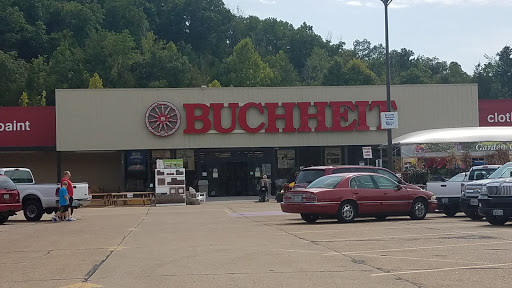 BUCHHEIT
paint
cloth
Garden C